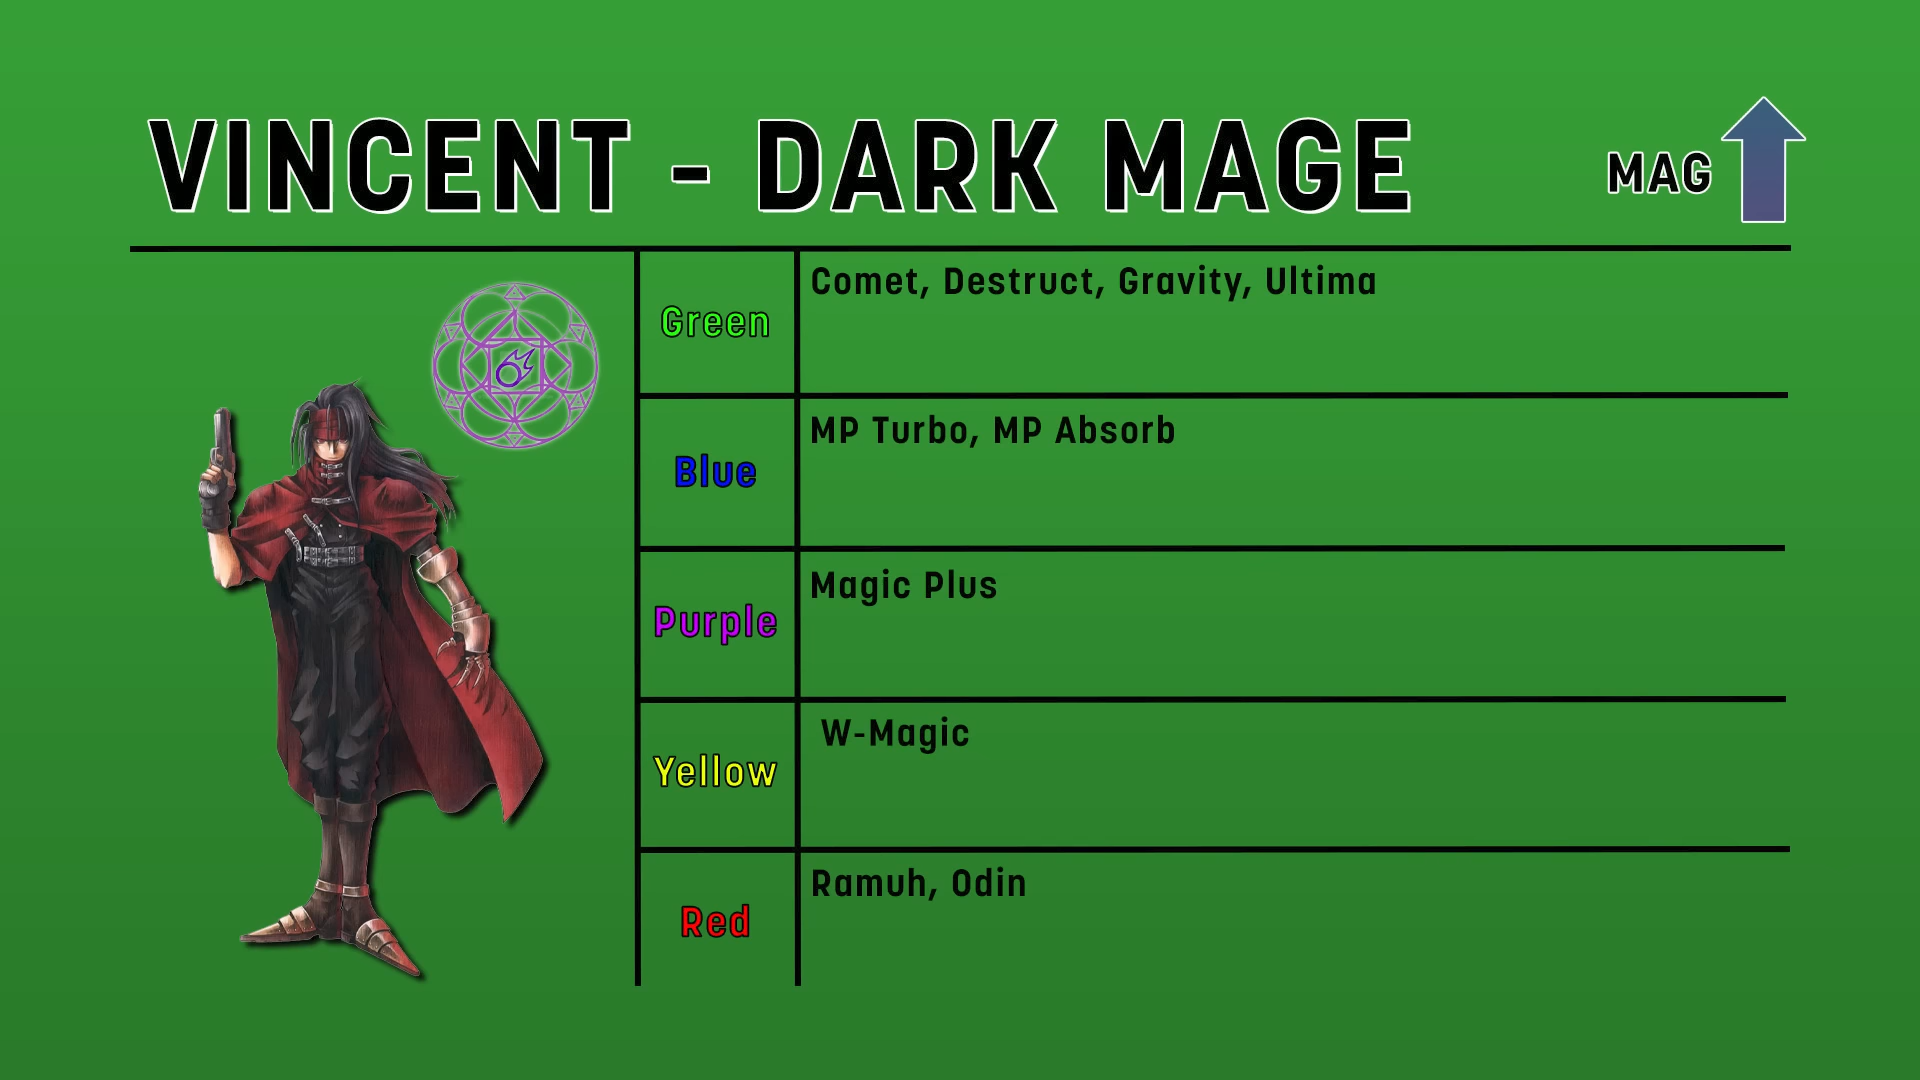 VINCENT - DARK MAGE
MAG
Green
Comet, Destruct, Gravity, Ultima
Blue
MP Turbo, MP Absorb
Purple
Magic Plus
Yellow
W-Magic
Red
Ramuh, Odin